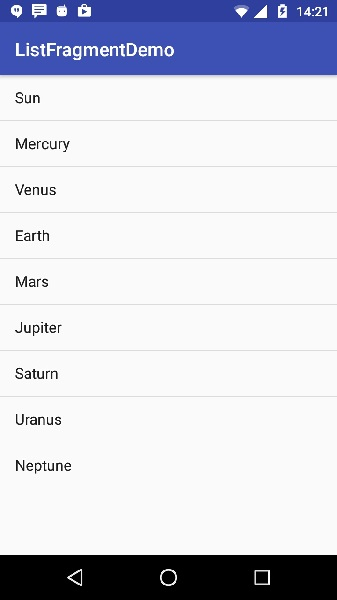 14:21
ListFragmentDemo
Sun
Mercury
Venus
Earth
Mars
Jupiter
Saturn
Uranus
Neptune